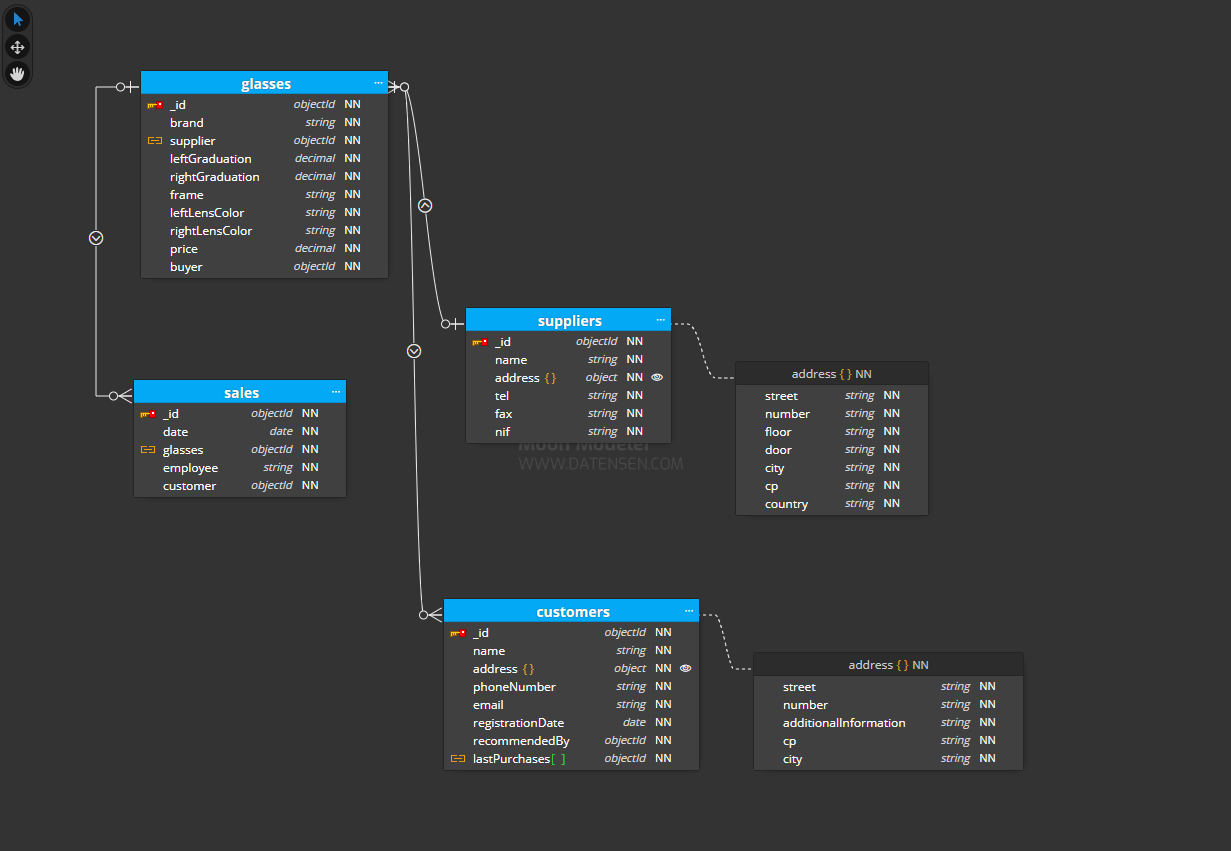 glasses ...
_id objectId NN
brand string NN
supplier objectId NN
leftGraduation decimal NN
rightGraduation decimal NN
frame string NN
leftLensColor string NN
rightLensColor string NN
price decimal NN
buyer objectId NN
suppliers ...
_id objectId NN
name string NN
address { } object NN
tel string NN
fax string NN
nif string NN
Moon Modeler
WWW.DATENSEN.COM
address { } NN
street string NN
number string NN
floor string NN
door string NN
city string NN
cp string NN
country string NN
sales ...
_id objectId NN
date date NN
glasses objectId NN
employee string NN
customer objectId NN
customers ...
_id objectId NN
name string NN
address { } object NN
phoneNumber string NN
email string NN
registrationDate date NN
recommendedBy objectId NN
lastPurchases[ ] objectId NN
address { } NN
street string NN
number string NN
additionalInformation string NN
cp string NN
city string NN